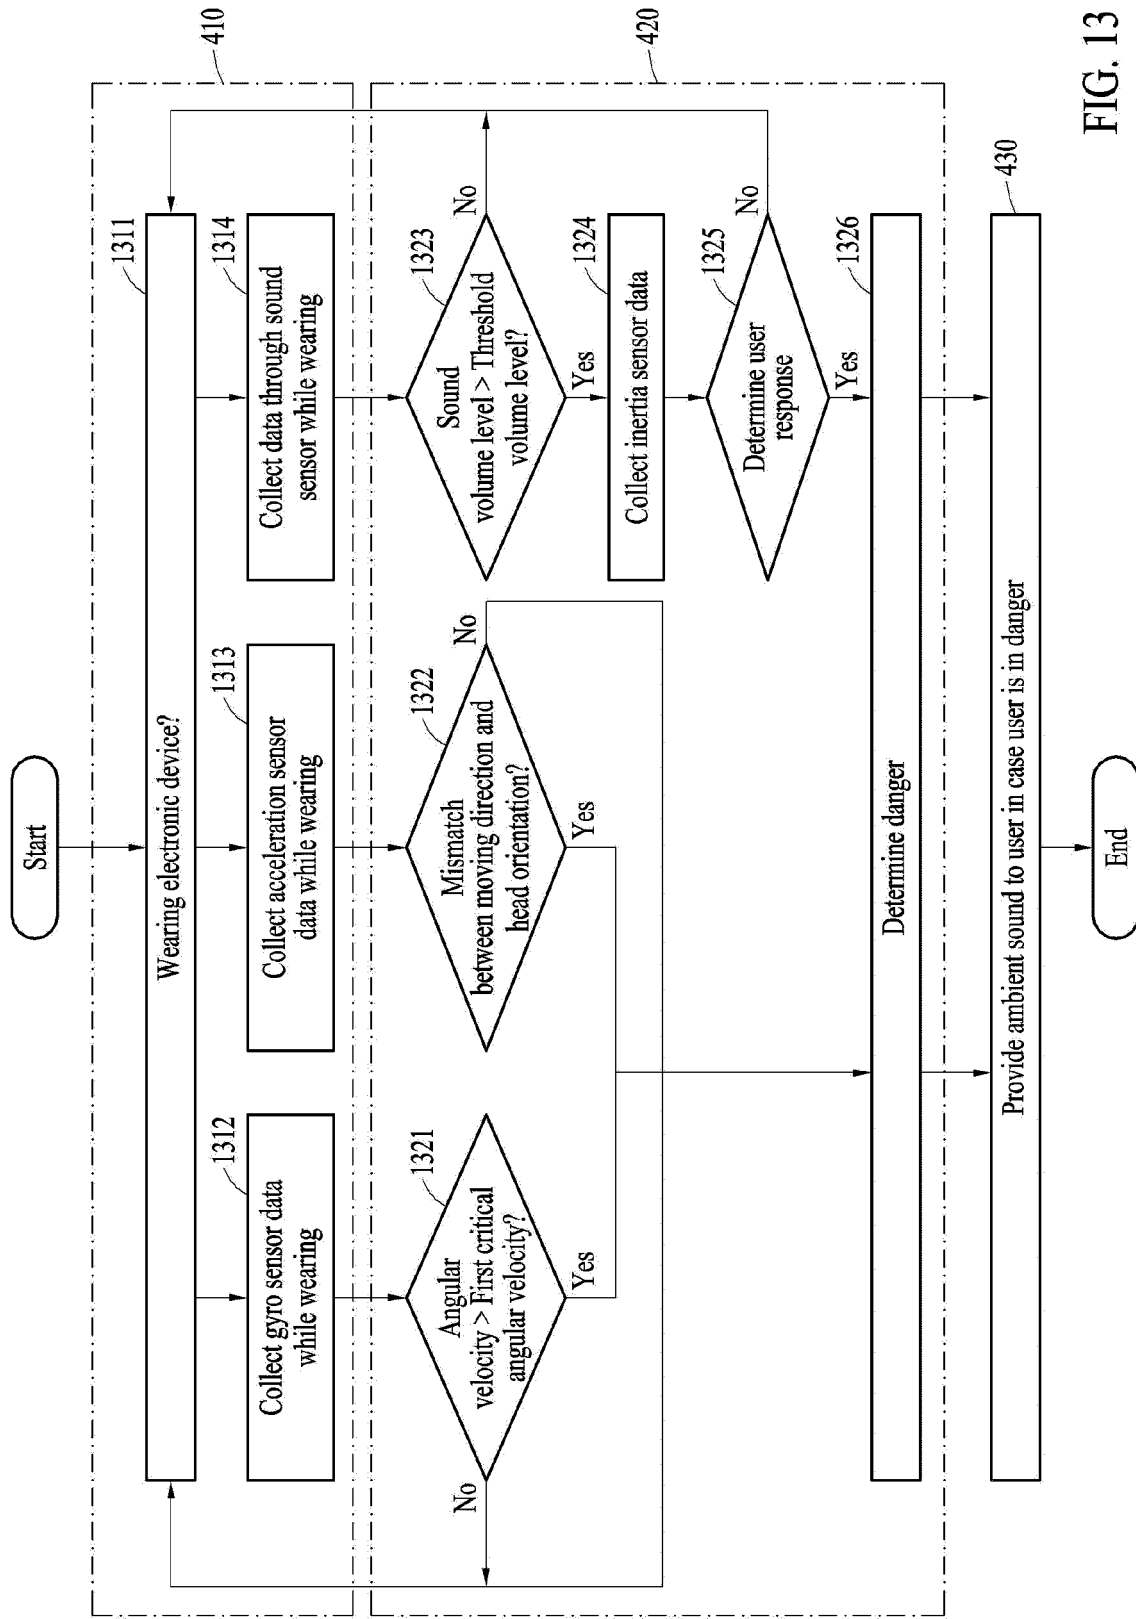 Start
410
1311
Wearing electronic device?
1312
Collect gyro sensor data
while wearing
1313
Collect acceleration sensor
data while wearing
1314
Collect data through sound
sensor while wearing
420
1321
Angular
velocity > First critical
angular velocity?
No
Yes
1322
Mismatch
between moving direction and
head orientation?
No
Yes
1323
Sound
volume level > Threshold
volume level?
No
Yes
1324
Collect inertia sensor data
1325
Determine user
response
No
Yes
1326
Determine danger
430
Provide ambient sound to user in case user is in danger
End
FIG. 13